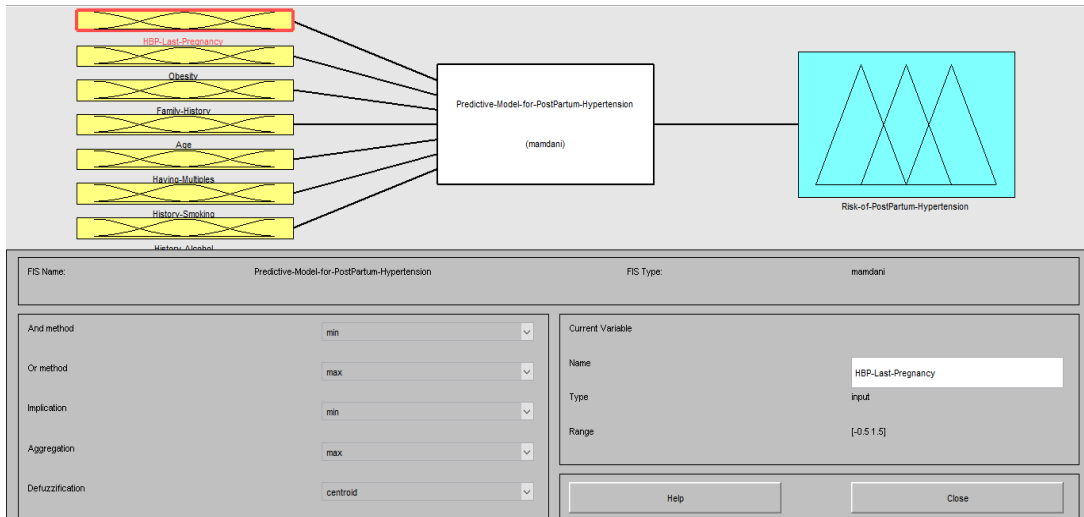 HBP-Last-Pregnancy
Obesity
Family-History
Age
Having-Multiples
History-Smoking
History-Alcohol
Predictive-Model-for-PostPartum-Hypertension
(mamdani)
Risk-of-PostPartum-Hypertension
FIS Name: Predictive-Model-for-PostPartum-Hypertension FIS Type: mamdani
And method min
Or method max
Implication min
Aggregation max
Defuzzification centroid
Current Variable
Name HBP-Last-Pregnancy
Type input
Range [-0.5 1.5]
Help Close